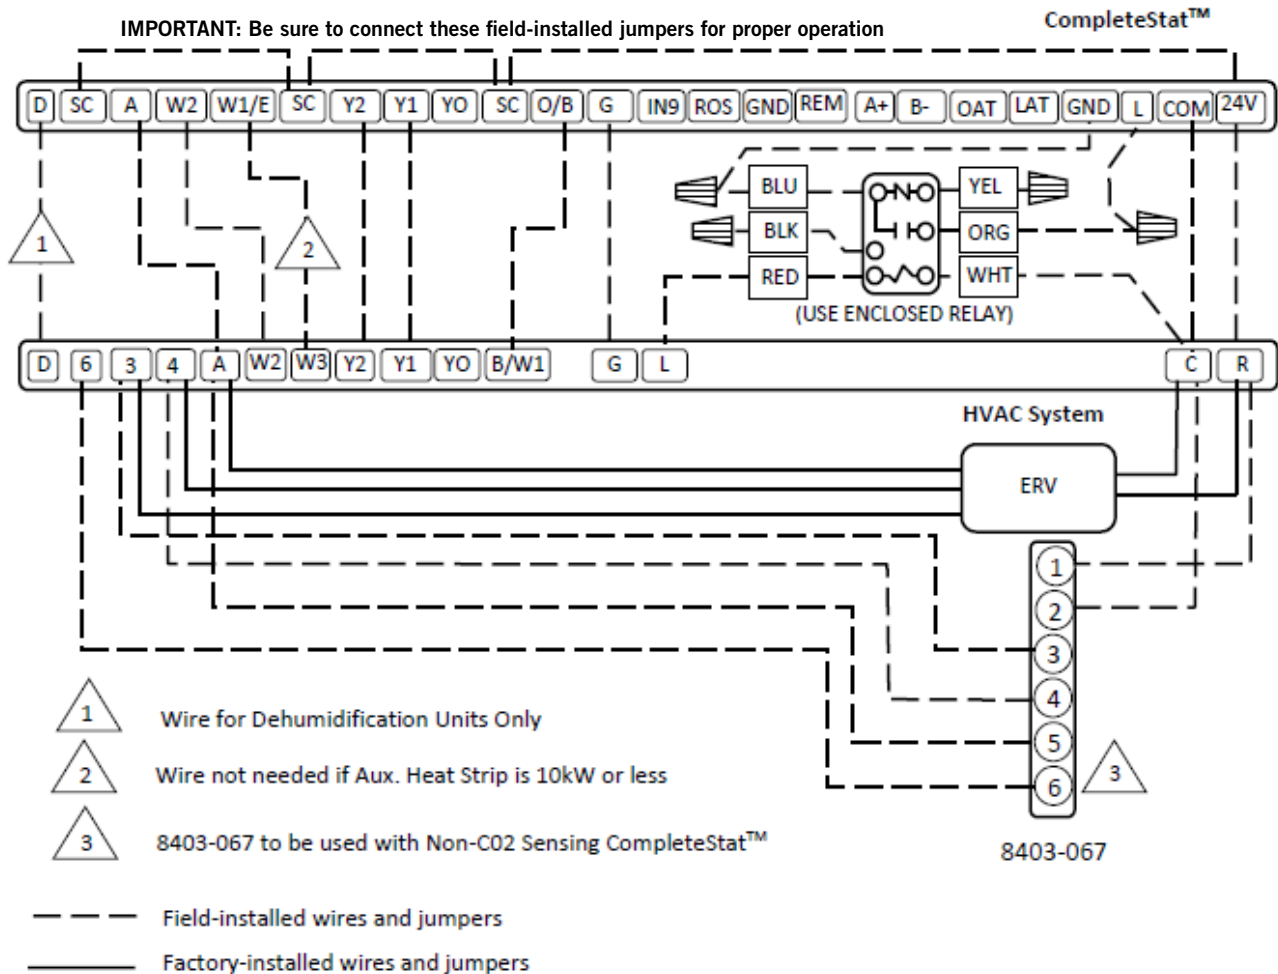 IMPORTANT: Be sure to connect these field-installed jumpers for proper operation
CompleteStat™
D SC A W2 W1/E SC Y2 Y1 YO SC O/B G IN9 ROS GND REM A+ B- OAT LAT GND L COM 24V
BLU YEL
1 2 BLK ORG
RED WHT
(USE ENCLOSED RELAY)
D 6 3 4 A W2 W3 Y2 Y1 YO B/W1 G L C R
HVAC System
ERV
1
2
3
4
5
6
3
8403-067
1 Wire for Dehumidification Units Only
2 Wire not needed if Aux. Heat Strip is 10kW or less
3 8403-067 to be used with Non-C02 Sensing CompleteStat™
Field-installed wires and jumpers
Factory-installed wires and jumpers